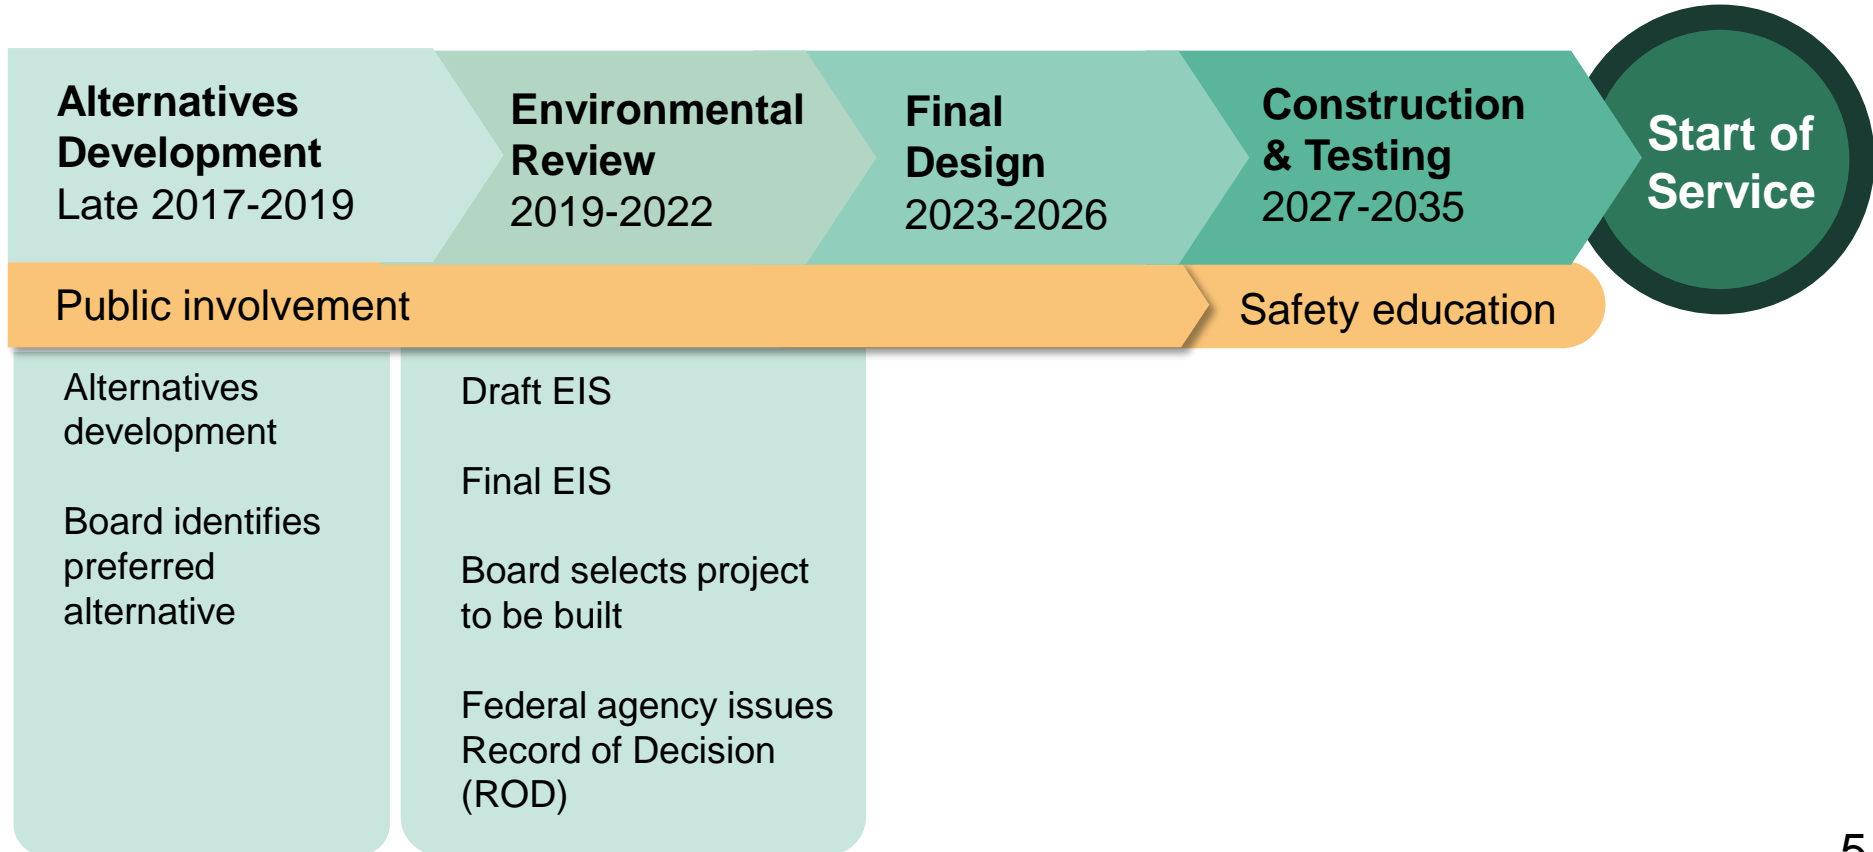 Alternatives
Development
Late 2017-2019
Environmental
Review
2019-2022
Final
Design
2023-2026
Construction
& Testing
2027-2035
Start of
Service
Public involvement
Safety education
Alternatives
development
Board identifies
preferred
alternative
Draft EIS
Final EIS
Board selects project
to be built
Federal agency issues
Record of Decision
(ROD)
5